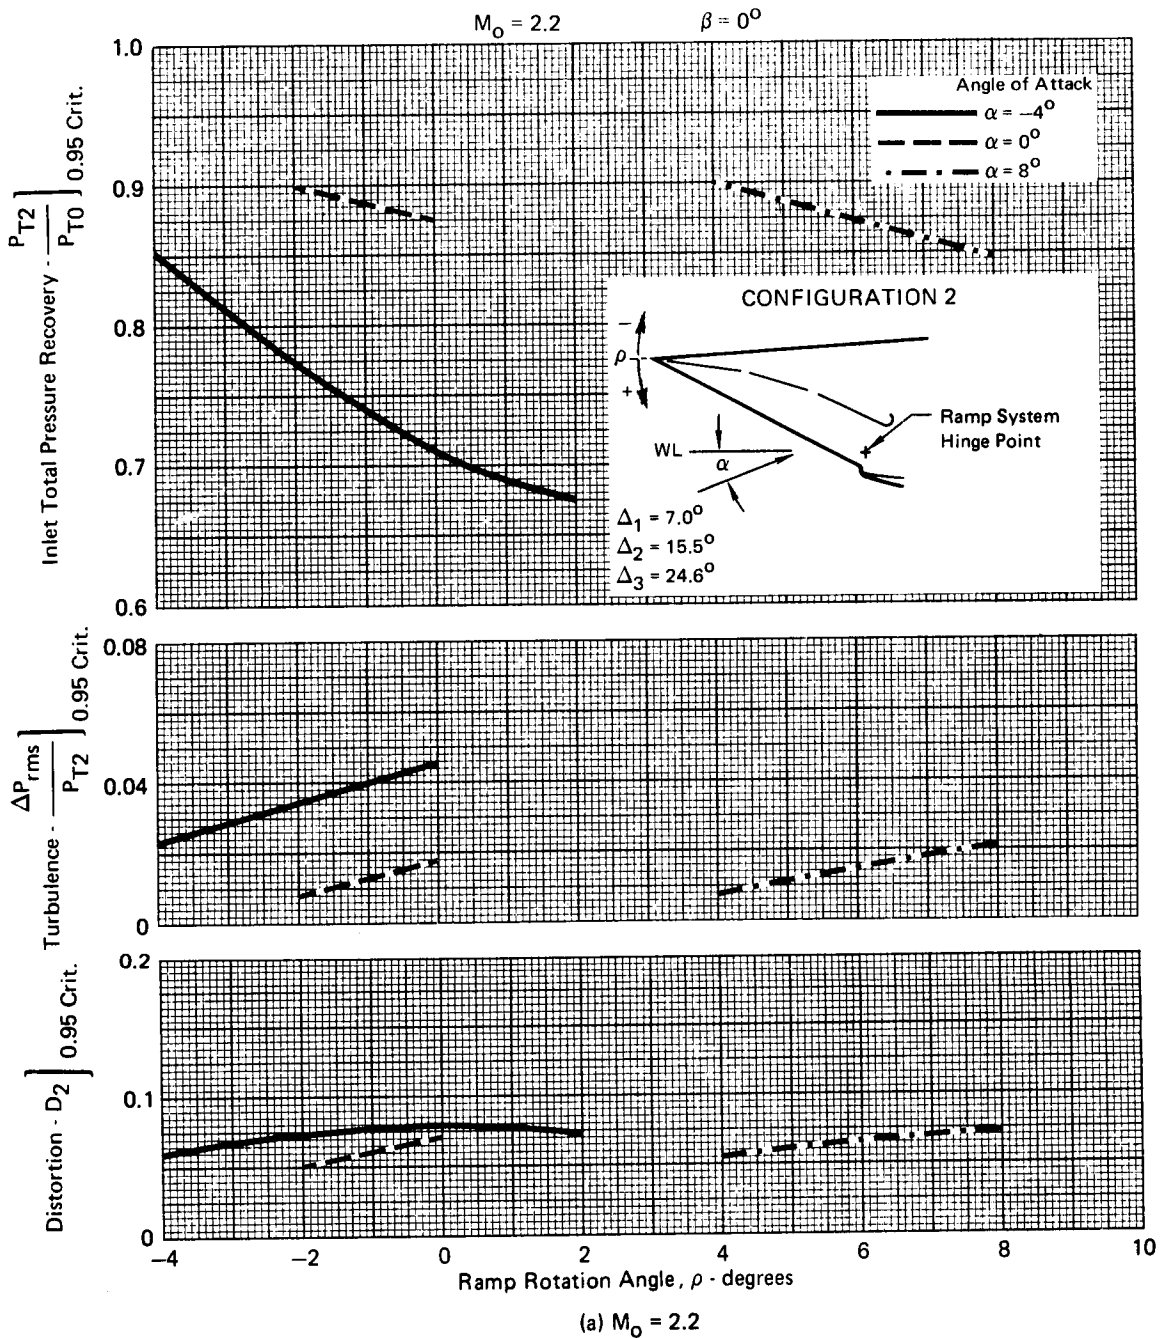 M₀ = 2.2 β = 0°
Inlet Total Pressure Recovery - P_T2 / P_T0 ] 0.95 Crit.
1.0
0.9
0.8
0.7
0.6
Angle of Attack
α = −4°
α = 0°
α = 8°
CONFIGURATION 2
−
ρ
+
WL
α
Ramp System
Hinge Point
Δ₁ = 7.0°
Δ₂ = 15.5°
Δ₃ = 24.6°
Turbulence - ΔP_rms / P_T2 ] 0.95 Crit.
0.08
0.04
0
Distortion - D₂ ] 0.95 Crit.
0.2
0.1
0
−4 −2 0 2 4 6 8 10
Ramp Rotation Angle, ρ - degrees
(a) M₀ = 2.2